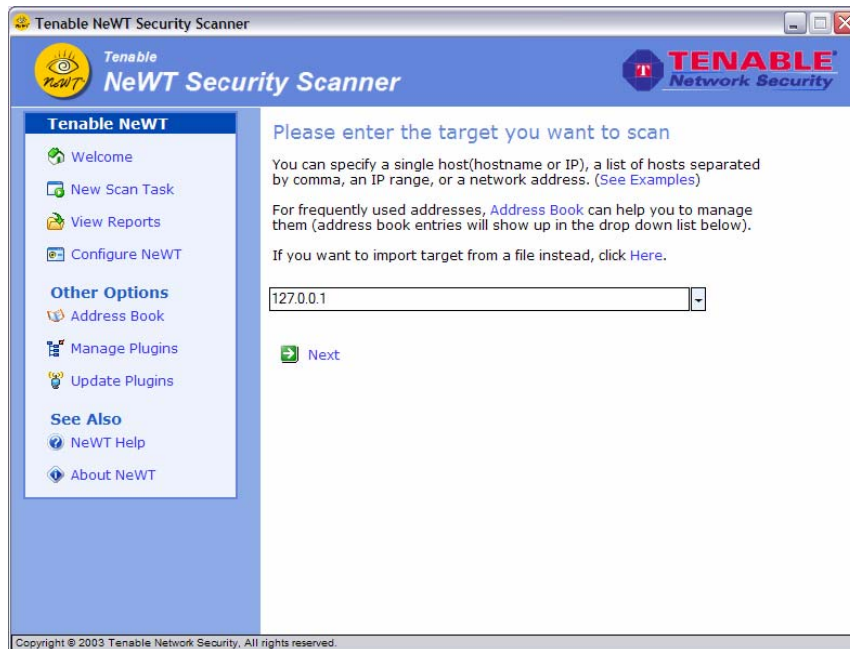 Tenable NeWT Security Scanner
NeWT
Tenable
NeWT Security Scanner
T
TENABLE
Network Security
Tenable NeWT
Welcome
New Scan Task
View Reports
Configure NeWT
Other Options
Address Book
Manage Plugins
Update Plugins
See Also
NeWT Help
About NeWT
Please enter the target you want to scan
You can specify a single host(hostname or IP), a list of hosts separated
by comma, an IP range, or a network address. (See Examples)
For frequently used addresses, Address Book can help you to manage
them (address book entries will show up in the drop down list below).
If you want to import target from a file instead, click Here.
127.0.0.1
Next
Copyright © 2003 Tenable Network Security, All rights reserved.